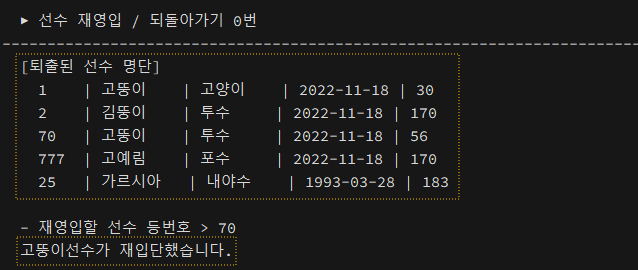 ▶ 선수 재영입 / 되돌아가기 0번
--------------------------------------------------------------------------------
[퇴출된 선수 명단]
1 | 고뚱이 | 고양이 | 2022-11-18 | 30
2 | 김뚱이 | 투수 | 2022-11-18 | 170
70 | 고뚱이 | 투수 | 2022-11-18 | 56
777 | 고예림 | 포수 | 2022-11-18 | 170
25 | 가르시아 | 내야수 | 1993-03-28 | 183
- 재영입할 선수 등번호 > 70
고뚱이선수가 재입단했습니다.